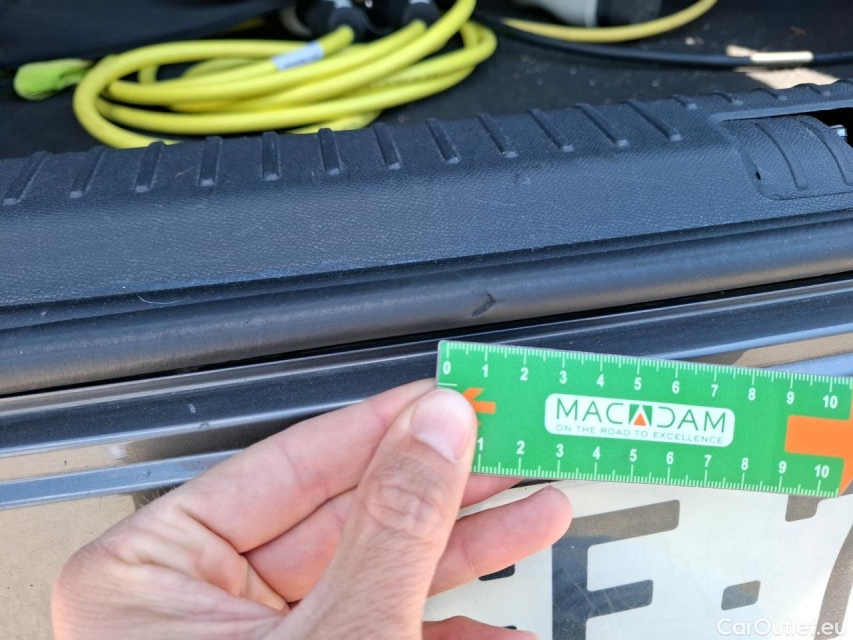 0 1 2 3 4 5 6 7 8 9 10
MACADAM
ON THE ROAD TO EXCELLENCE
1 2 3 4 5 6 7 8 9 10
F
CarOutlet.eu